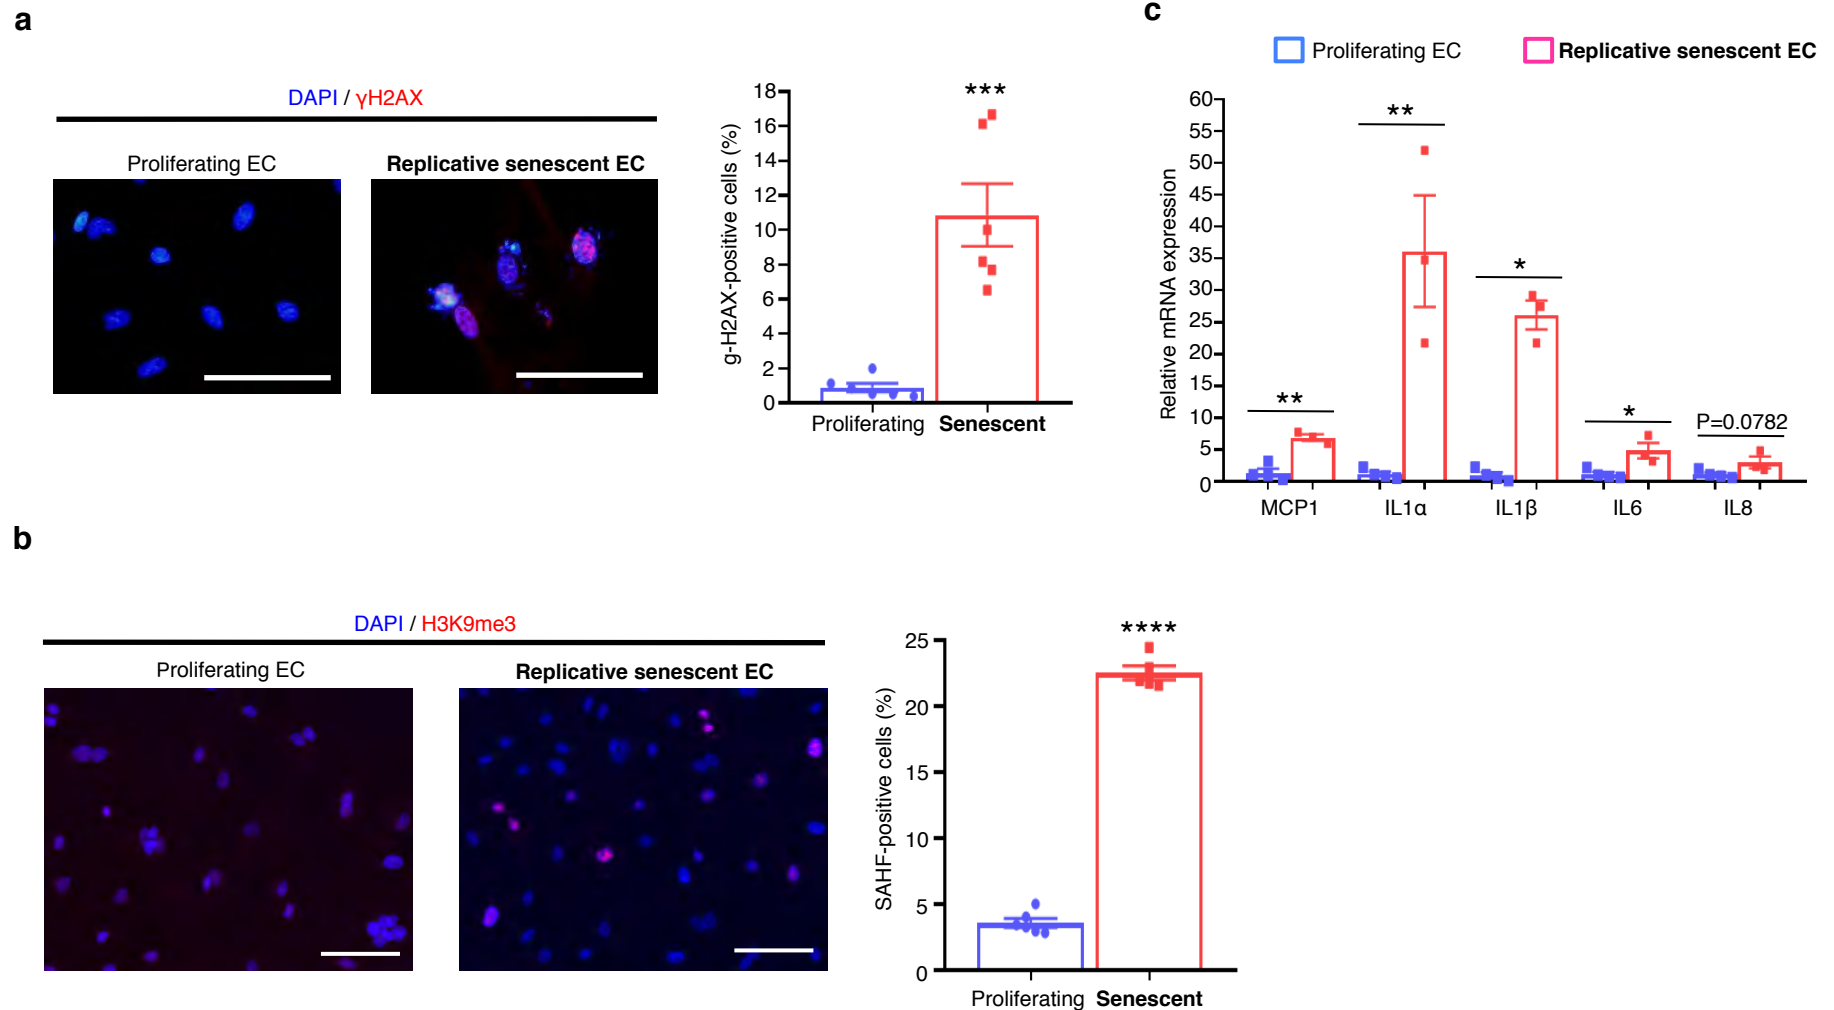 a
DAPI / γH2AX
Proliferating EC
Replicative senescent EC
g-H2AX-positive cells (%)
18
16
14
12
10
8
6
4
2
0
***
Proliferating
Senescent
c
Proliferating EC
Replicative senescent EC
Relative mRNA expression
60
55
50
45
40
35
30
25
20
15
10
5
0
**
**
*
*
P=0.0782
MCP1
IL1α
IL1β
IL6
IL8
b
DAPI / H3K9me3
Proliferating EC
Replicative senescent EC
SAHF-positive cells (%)
25
20
15
10
5
0
****
Proliferating
Senescent